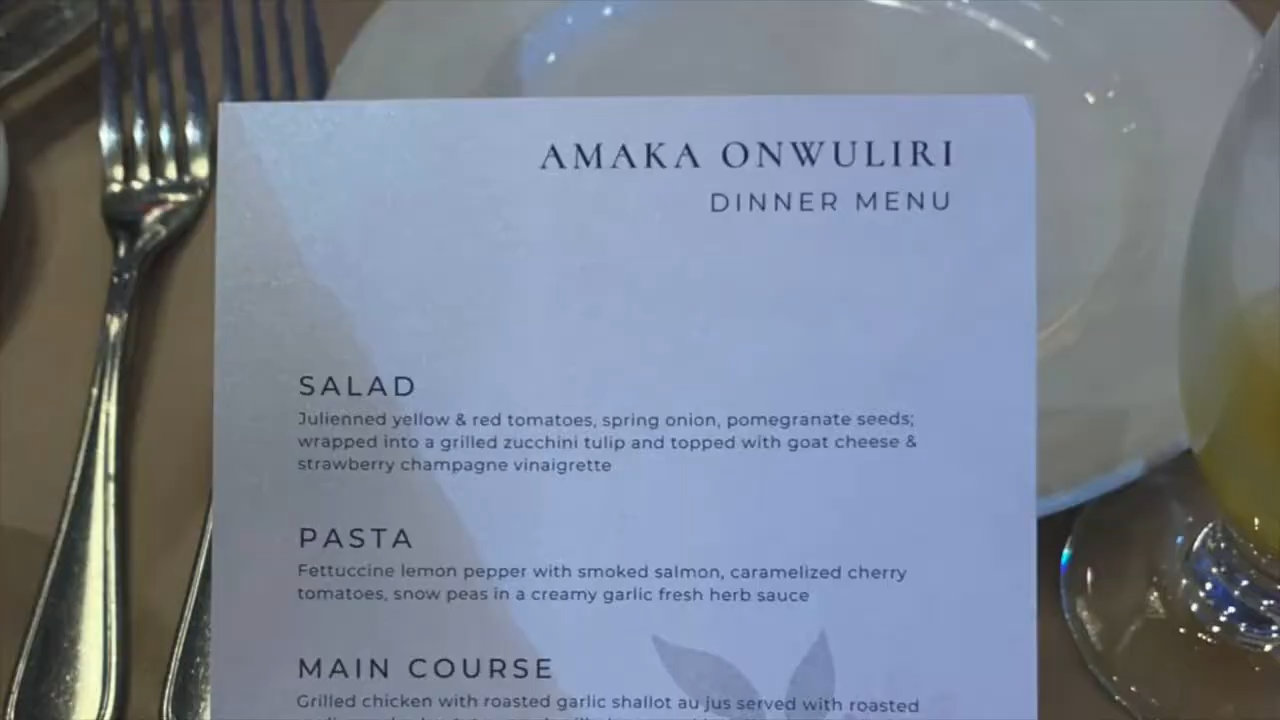 AMAKA ONWULIRI
DINNER MENU
SALAD
Julienned yellow & red tomatoes, spring onion, pomegranate seeds;
wrapped into a grilled zucchini tulip and topped with goat cheese &
strawberry champagne vinaigrette
PASTA
Fettuccine lemon pepper with smoked salmon, caramelized cherry
tomatoes, snow peas in a creamy garlic fresh herb sauce
MAIN COURSE
Grilled chicken with roasted garlic shallot au jus served with roasted